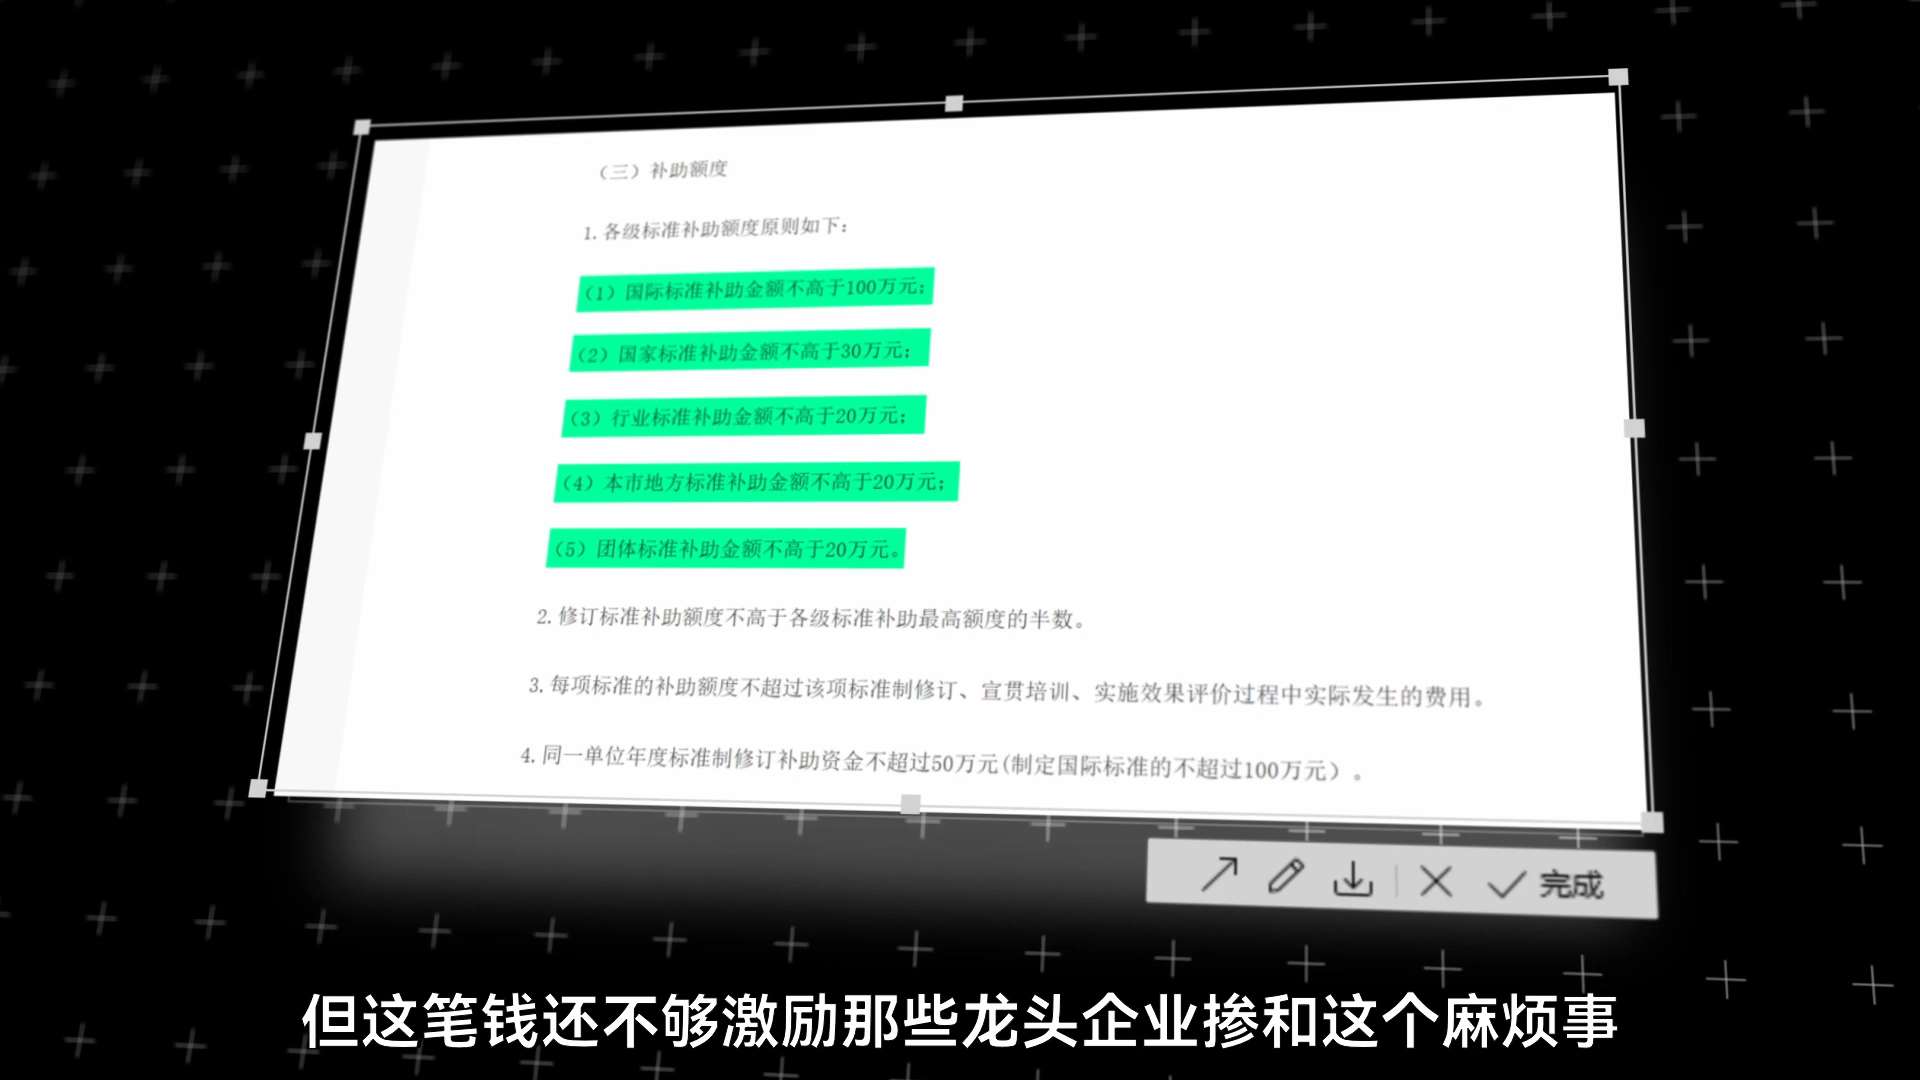 （三）补助额度
1.各级标准补助额度原则如下：
（1）国际标准补助金额不高于100万元；
（2）国家标准补助金额不高于30万元；
（3）行业标准补助金额不高于20万元；
（4）本市地方标准补助金额不高于20万元；
（5）团体标准补助金额不高于20万元。
2.修订标准补助额度不高于各级标准补助最高额度的半数。
3.每项标准的补助额度不超过该项标准制修订、宣贯培训、实施效果评价过程中实际发生的费用。
4.同一单位年度标准制修订补助资金不超过50万元(制定国际标准的不超过100万元）。
完成
但这笔钱还不够激励那些龙头企业掺和这个麻烦事